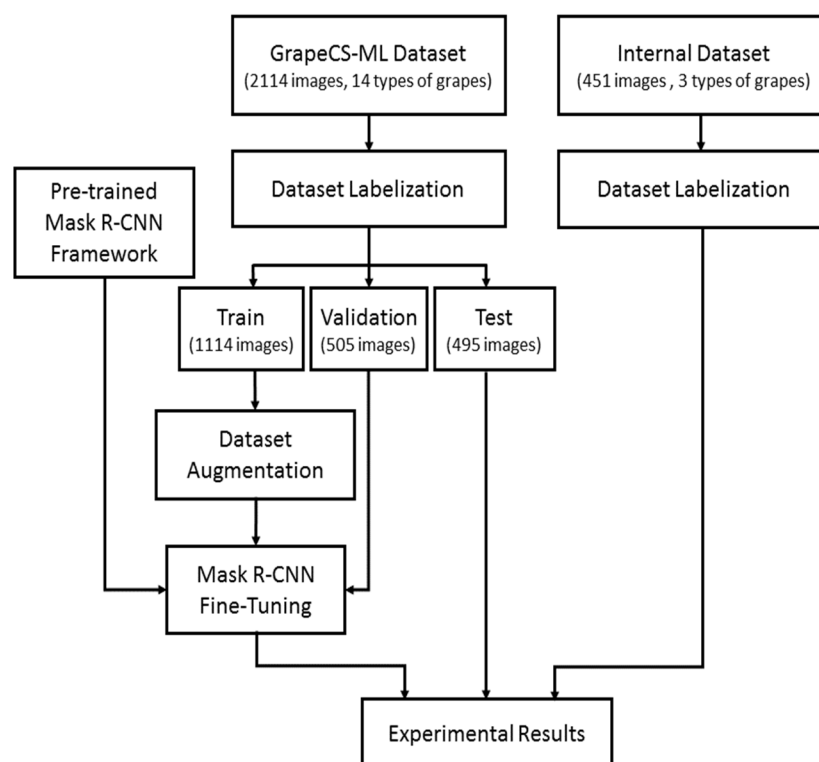 GrapeCS-ML Dataset
(2114 images, 14 types of grapes)
Internal Dataset
(451 images , 3 types of grapes)
Dataset Labelization
Dataset Labelization
Pre-trained
Mask R-CNN
Framework
Train
(1114 images)
Validation
(505 images)
Test
(495 images)
Dataset
Augmentation
Mask R-CNN
Fine-Tuning
Experimental Results